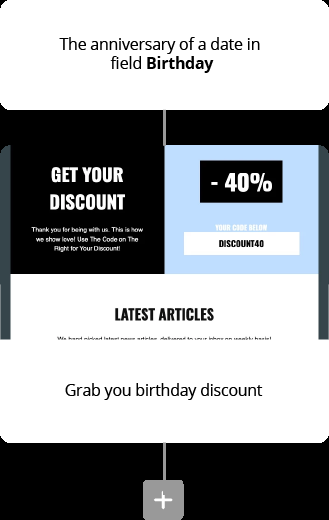 The anniversary of a date in
field Birthday
GET YOUR
DISCOUNT
Thank you for being with us. This is how
we show love! Use The Code on The
Right for Your Discount!
- 40%
YOUR CODE BELOW
DISCOUNT40
LATEST ARTICLES
We hand picked latest news articles, delivered to your inbox on weekly basis!
Grab you birthday discount